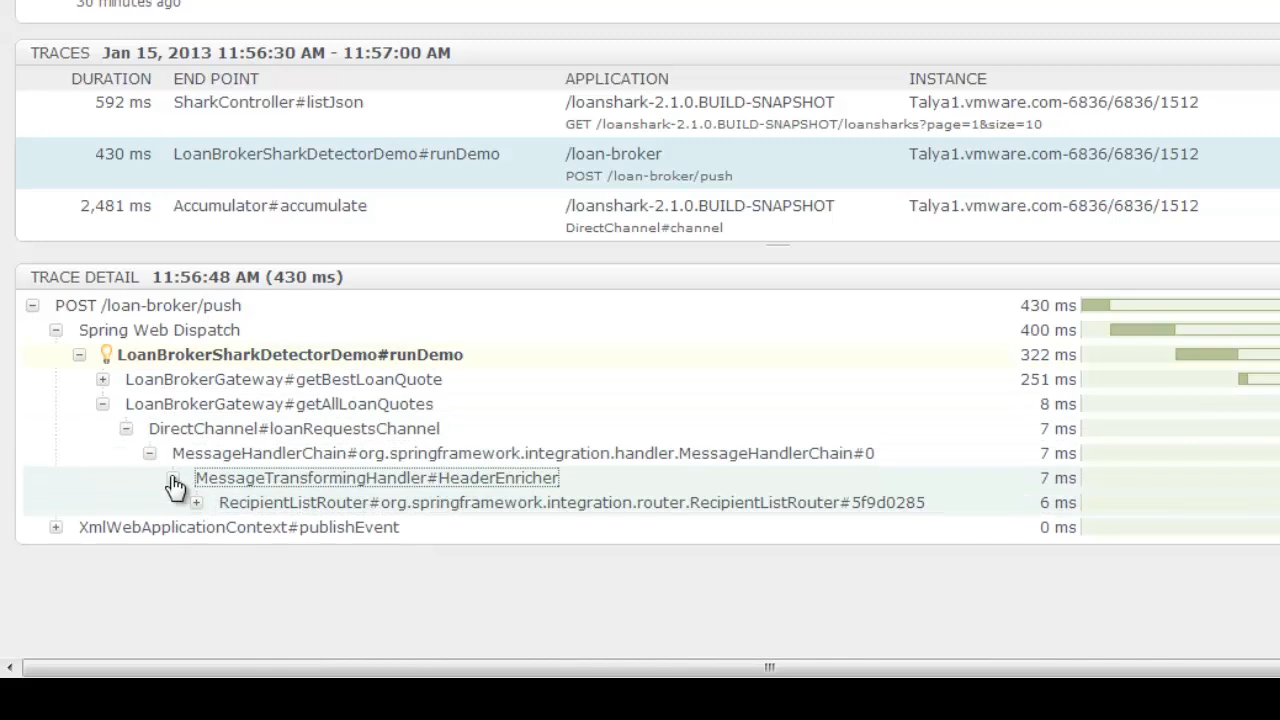 30 minutes ago
TRACES Jan 15, 2013 11:56:30 AM - 11:57:00 AM
DURATION END POINT APPLICATION INSTANCE
592 ms SharkController#listJson /loanshark-2.1.0.BUILD-SNAPSHOT Talya1.vmware.com-6836/6836/1512
GET /loanshark-2.1.0.BUILD-SNAPSHOT/loansharks?page=1&size=10
430 ms LoanBrokerSharkDetectorDemo#runDemo /loan-broker Talya1.vmware.com-6836/6836/1512
POST /loan-broker/push
2,481 ms Accumulator#accumulate /loanshark-2.1.0.BUILD-SNAPSHOT Talya1.vmware.com-6836/6836/1512
DirectChannel#channel
TRACE DETAIL 11:56:48 AM (430 ms)
POST /loan-broker/push 430 ms
Spring Web Dispatch 400 ms
LoanBrokerSharkDetectorDemo#runDemo 322 ms
LoanBrokerGateway#getBestLoanQuote 251 ms
LoanBrokerGateway#getAllLoanQuotes 8 ms
DirectChannel#loanRequestsChannel 7 ms
MessageHandlerChain#org.springframework.integration.handler.MessageHandlerChain#0 7 ms
MessageTransformingHandler#HeaderEnricher 7 ms
RecipientListRouter#org.springframework.integration.router.RecipientListRouter#5f9d0285 6 ms
XmlWebApplicationContext#publishEvent 0 ms